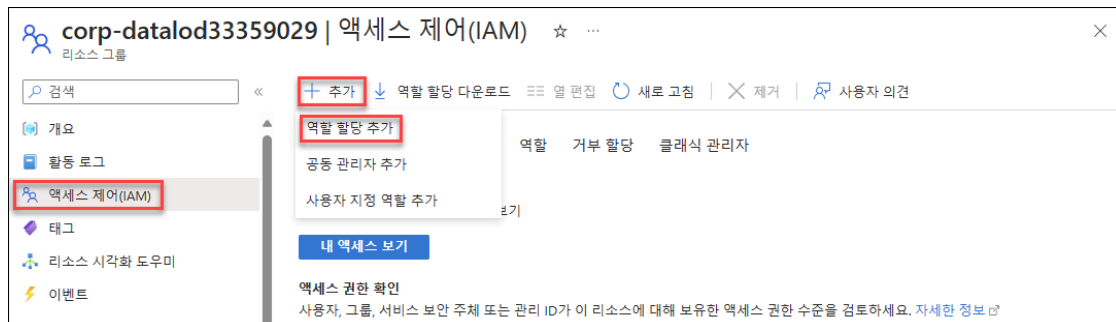 corp-datalod33359029 | 액세스 제어(IAM) ☆ ···
리소스 그룹
검색 «
추가 역할 할당 다운로드 열 편집 새로 고침 제거 사용자 의견
개요
역할 할당 추가
역할 거부 할당 클래식 관리자
활동 로그
공동 관리자 추가
액세스 제어(IAM)
사용자 지정 역할 추가
보기
태그
내 액세스 보기
리소스 시각화 도우미
이벤트
액세스 권한 확인
사용자, 그룹, 서비스 보안 주체 또는 관리 ID가 이 리소스에 대해 보유한 액세스 권한 수준을 검토하세요. 자세한 정보